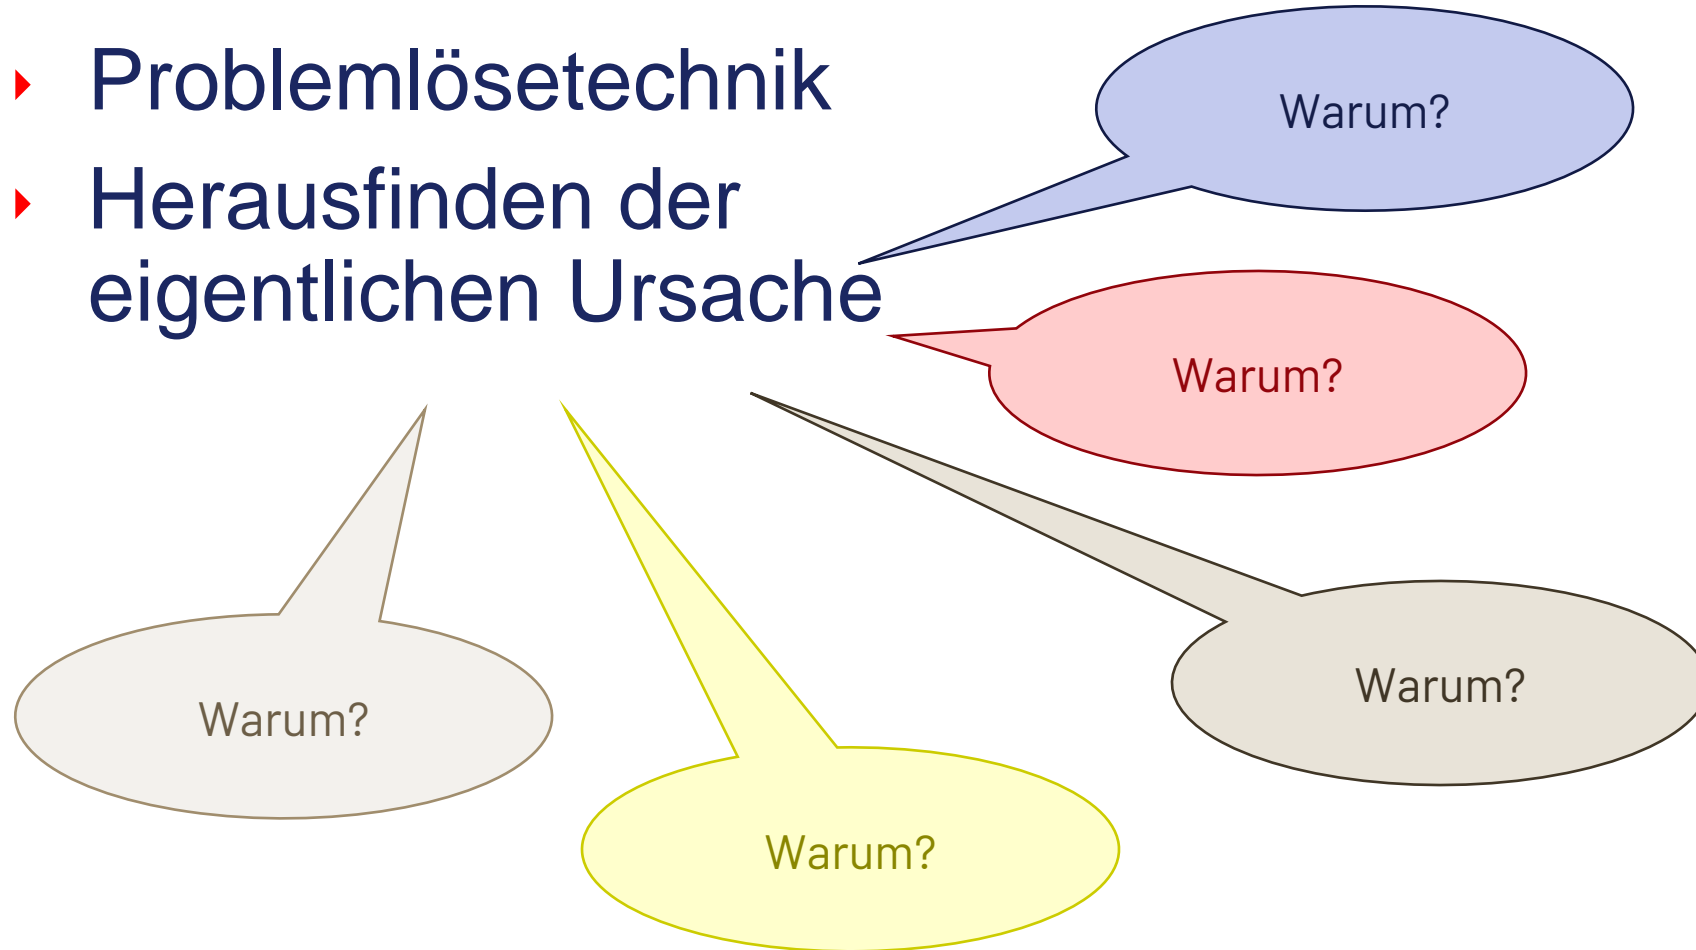 Problemlösetechnik
Herausfinden der
eigentlichen Ursache
Warum?
Warum?
Warum?
Warum?
Warum?